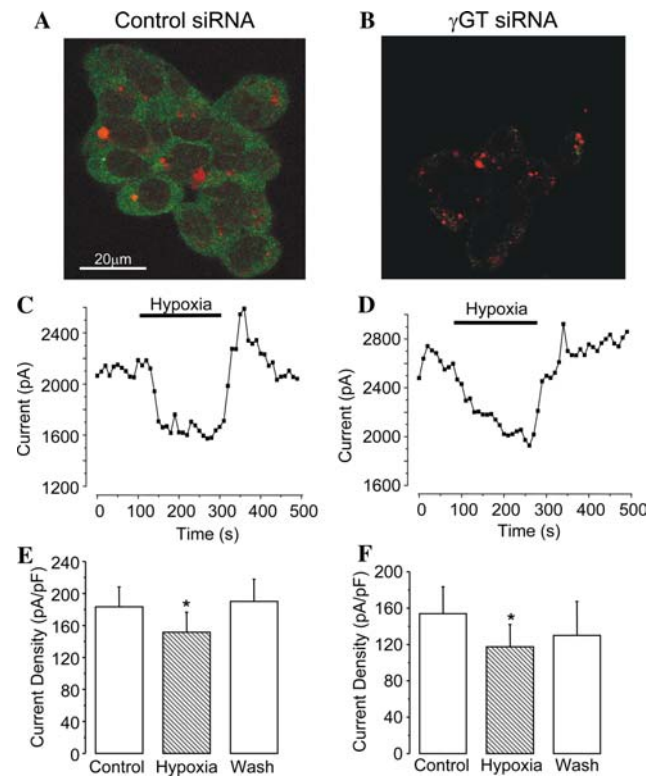 A Control siRNA
B γGT siRNA
20μm
C
Hypoxia
2400
2000
1600
1200
Current (pA)
0 100 200 300 400 500
Time (s)
D
Hypoxia
2800
2400
2000
1600
Current (pA)
0 100 200 300 400 500
Time (s)
E
240
200
160
120
80
40
0
Current Density (pA/pF)
*
Control Hypoxia Wash
F
200
160
120
80
40
0
Current Density (pA/pF)
*
Control Hypoxia Wash